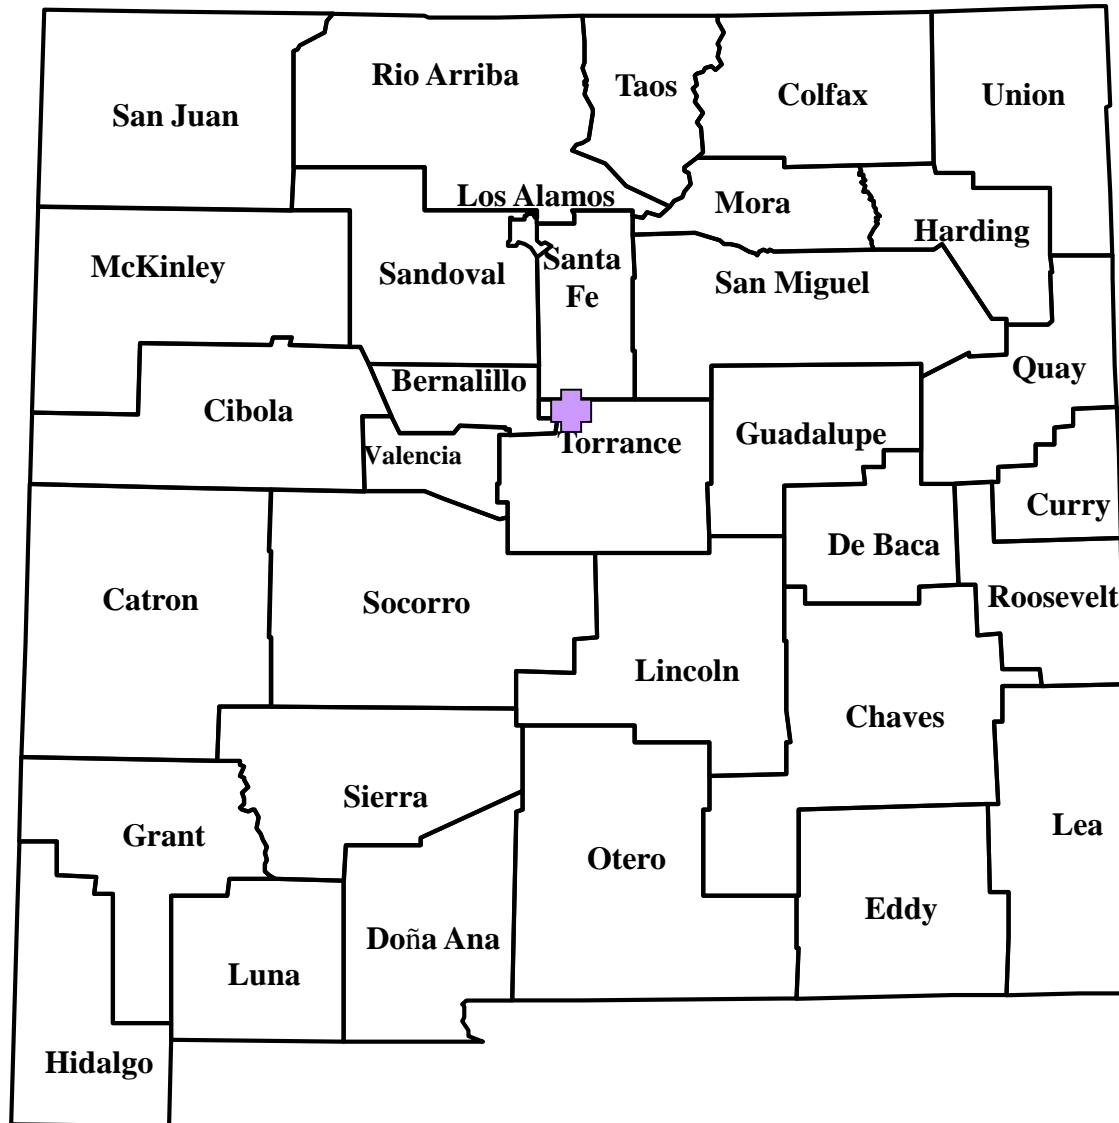 Rio Arriba
Taos
Colfax
Union
San Juan
Los Alamos
Mora
Harding
McKinley
Sandoval
Santa
Fe
San Miguel
Quay
Bernalillo
Cibola
Valencia
Torrance
Guadalupe
Curry
De Baca
Catron
Socorro
Roosevelt
Lincoln
Chaves
Sierra
Grant
Lea
Otero
Eddy
Doña Ana
Luna
Hidalgo